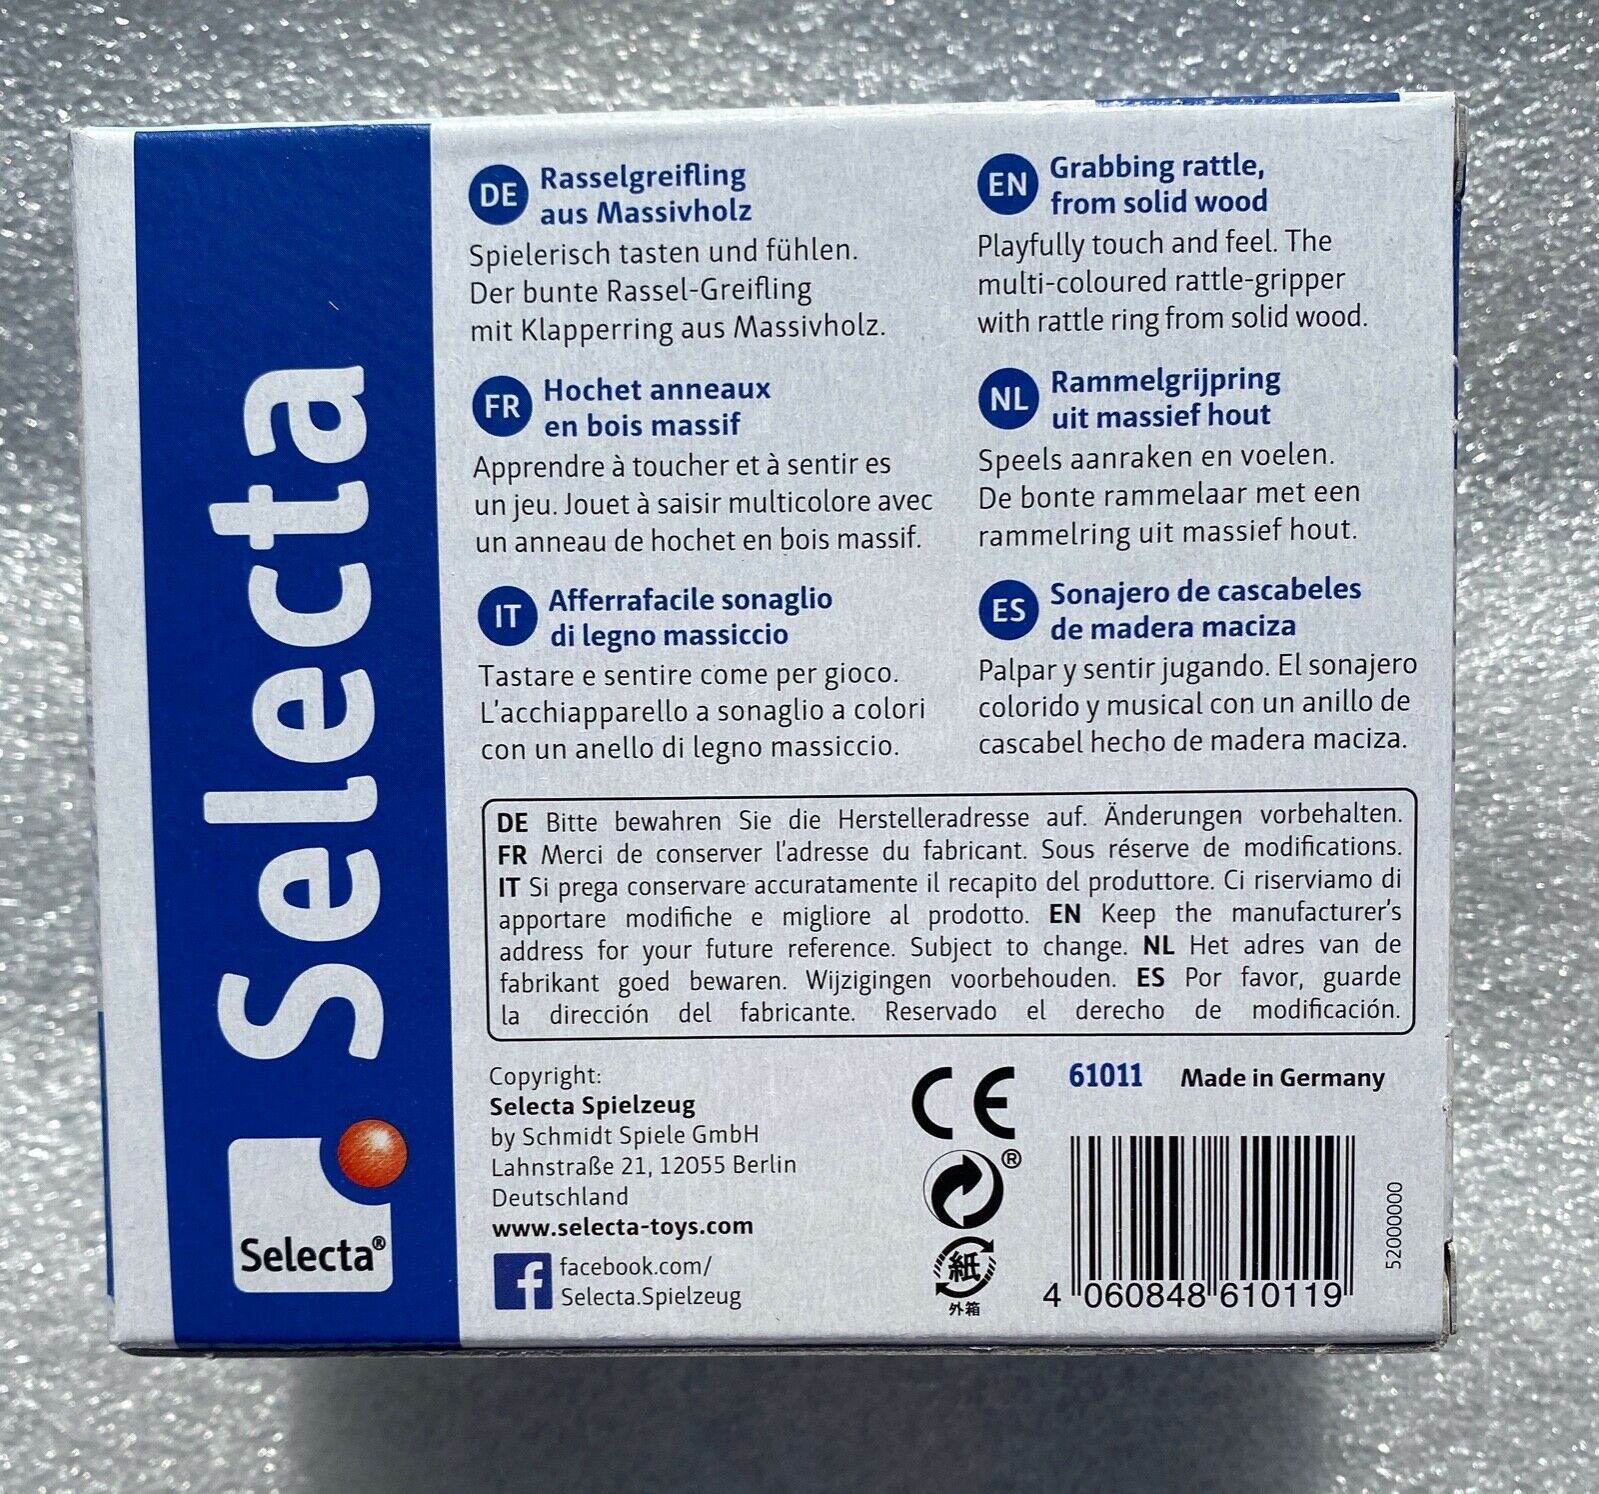 Selecta
Selecta®
DE Rasselgreifling
aus Massivholz
Spielerisch tasten und fühlen.
Der bunte Rassel-Greifling
mit Klapperring aus Massivholz.
EN Grabbing rattle,
from solid wood
Playfully touch and feel. The
multi-coloured rattle-gripper
with rattle ring from solid wood.
FR Hochet anneaux
en bois massif
Apprendre à toucher et à sentir es
un jeu. Jouet à saisir multicolore avec
un anneau de hochet en bois massif.
NL Rammelgrijpring
uit massief hout
Speels aanraken en voelen.
De bonte rammelaar met een
rammelring uit massief hout.
IT Afferrafacile sonaglio
di legno massiccio
Tastare e sentire come per gioco.
L'acchiapparello a sonaglio a colori
con un anello di legno massiccio.
ES Sonajero de cascabeles
de madera maciza
Palpar y sentir jugando. El sonajero
colorido y musical con un anillo de
cascabel hecho de madera maciza.
DE Bitte bewahren Sie die Herstelleradresse auf. Änderungen vorbehalten.
FR Merci de conserver l'adresse du fabricant. Sous réserve de modifications.
IT Si prega conservare accuratamente il recapito del produttore. Ci riserviamo di
apportare modifiche e migliore al prodotto. EN Keep the manufacturer's
address for your future reference. Subject to change. NL Het adres van de
fabrikant goed bewaren. Wijzigingen voorbehouden. ES Por favor, guarde
la dirección del fabricante. Reservado el derecho de modificación.
Copyright:
Selecta Spielzeug
by Schmidt Spiele GmbH
Lahnstraße 21, 12055 Berlin
Deutschland
www.selecta-toys.com
facebook.com/
Selecta.Spielzeug
CE
®
紙
外箱
61011 Made in Germany
4 060848 610119
52000000